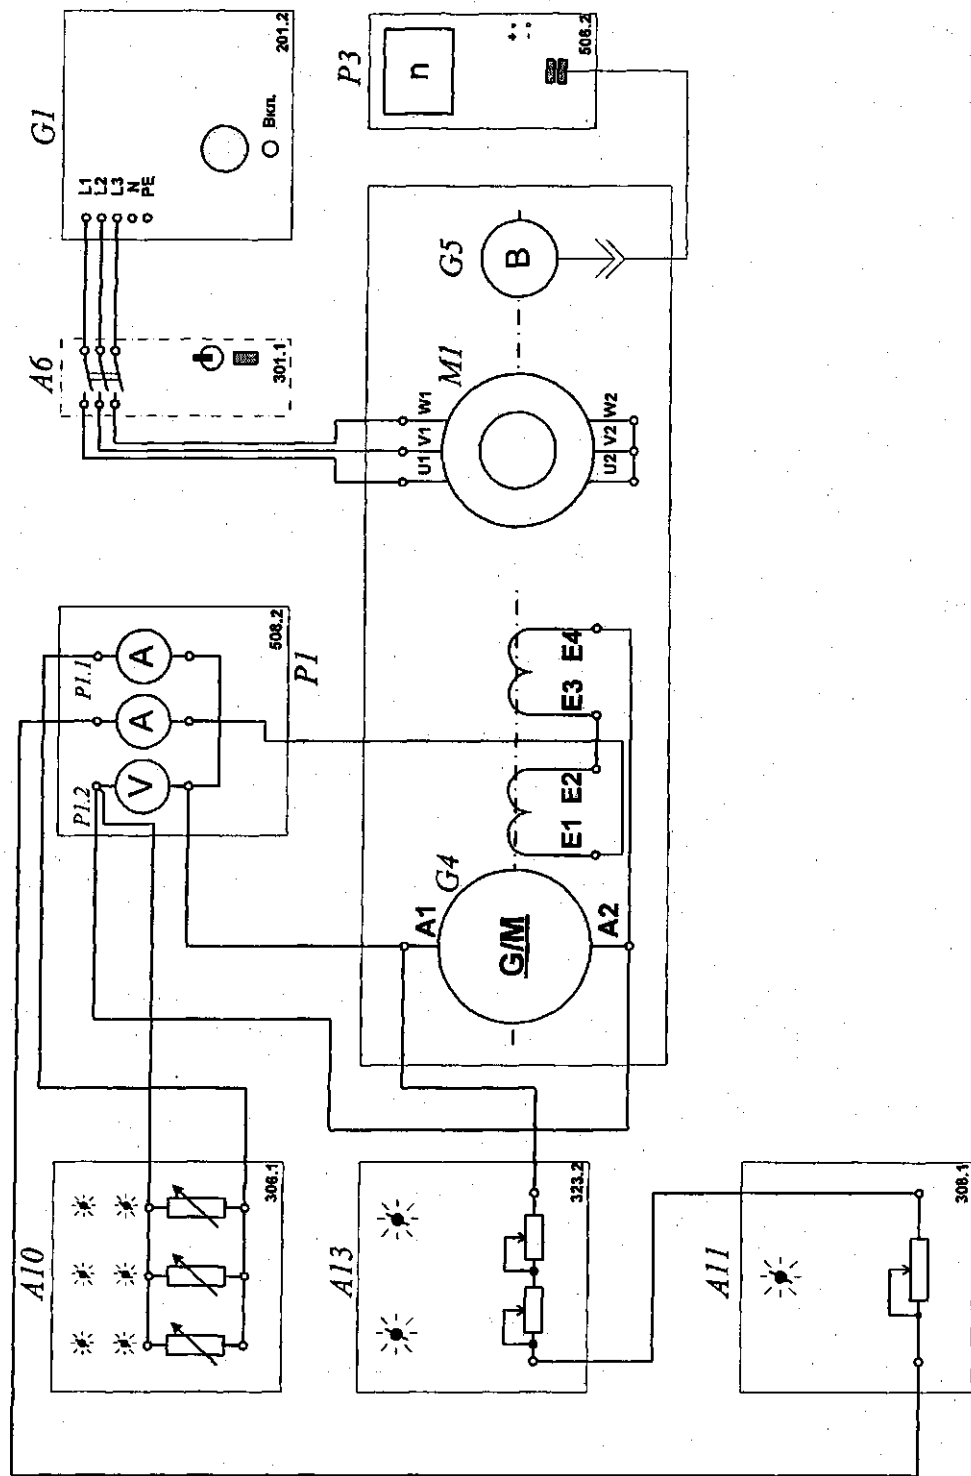 G1
201.2
L1
L2
L3
N
PE
Вкл.
P3
n
+ •
- •
506.2
A6
301.1
G5
B
M1
U1 V1 W1
U2 V2 W2
P1
508.2
P1.1
P1.2
A
A
V
G4
A1
G/M
A2
E1 E2
E3 E4
A10
306.1
A13
323.2
A11
308.1